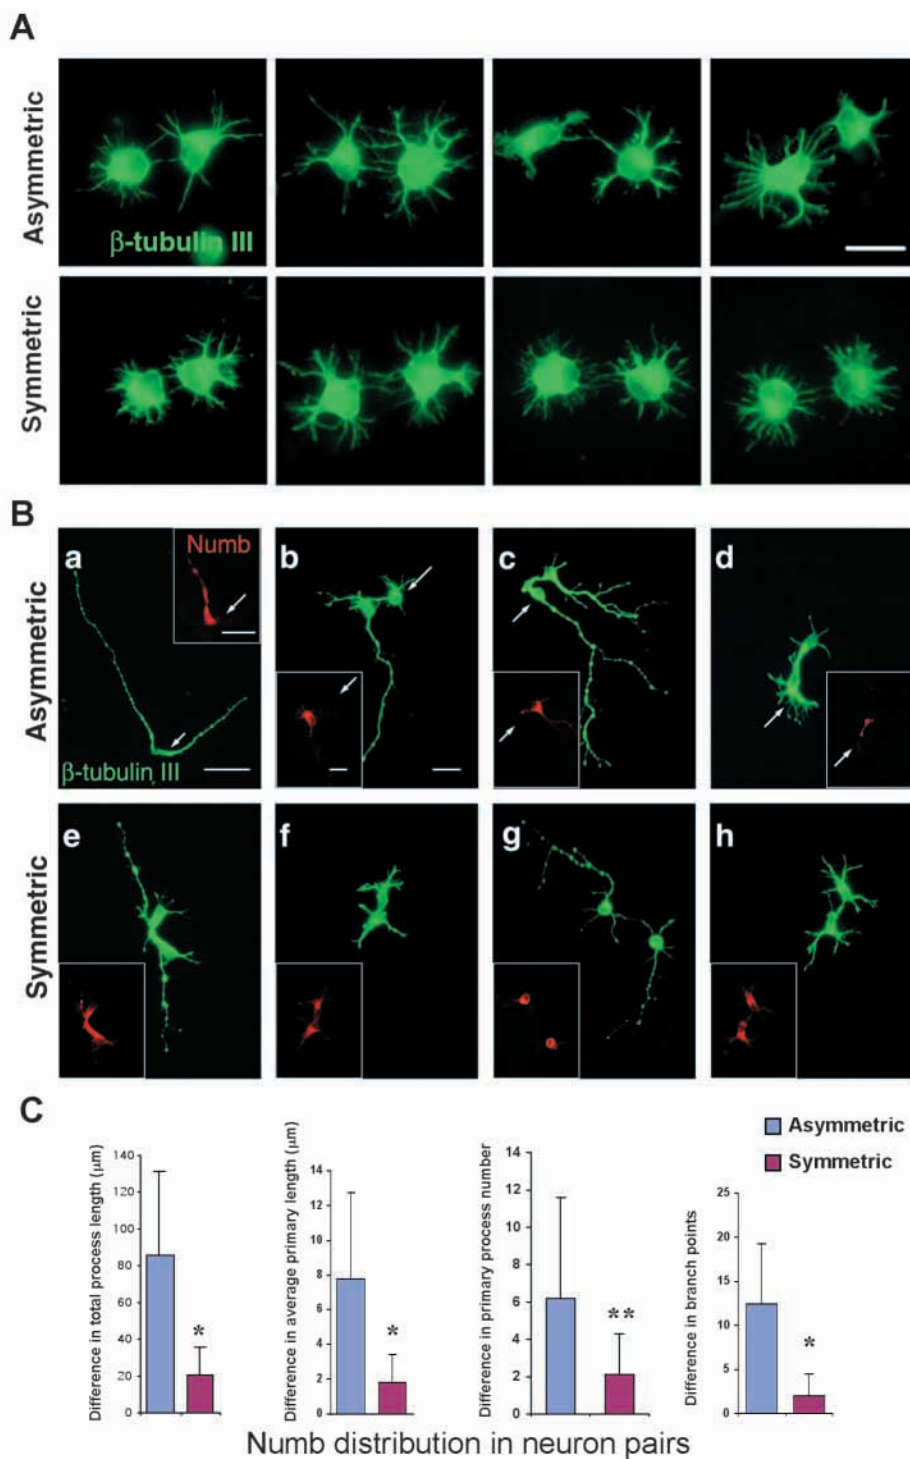 A
Asymmetric
β-tubulin III
Symmetric
B
Asymmetric
a
Numb
β-tubulin III
b
c
d
Symmetric
e
f
g
h
C
Asymmetric
Symmetric
Difference in total process length (μm)
140
120
100
80
60
40
20
0
*
Difference in average primary length (μm)
14
12
10
8
6
4
2
0
*
Difference in primary process number
14
12
10
8
6
4
2
0
**
Difference in branch points
25
20
15
10
5
0
*
Numb distribution in neuron pairs